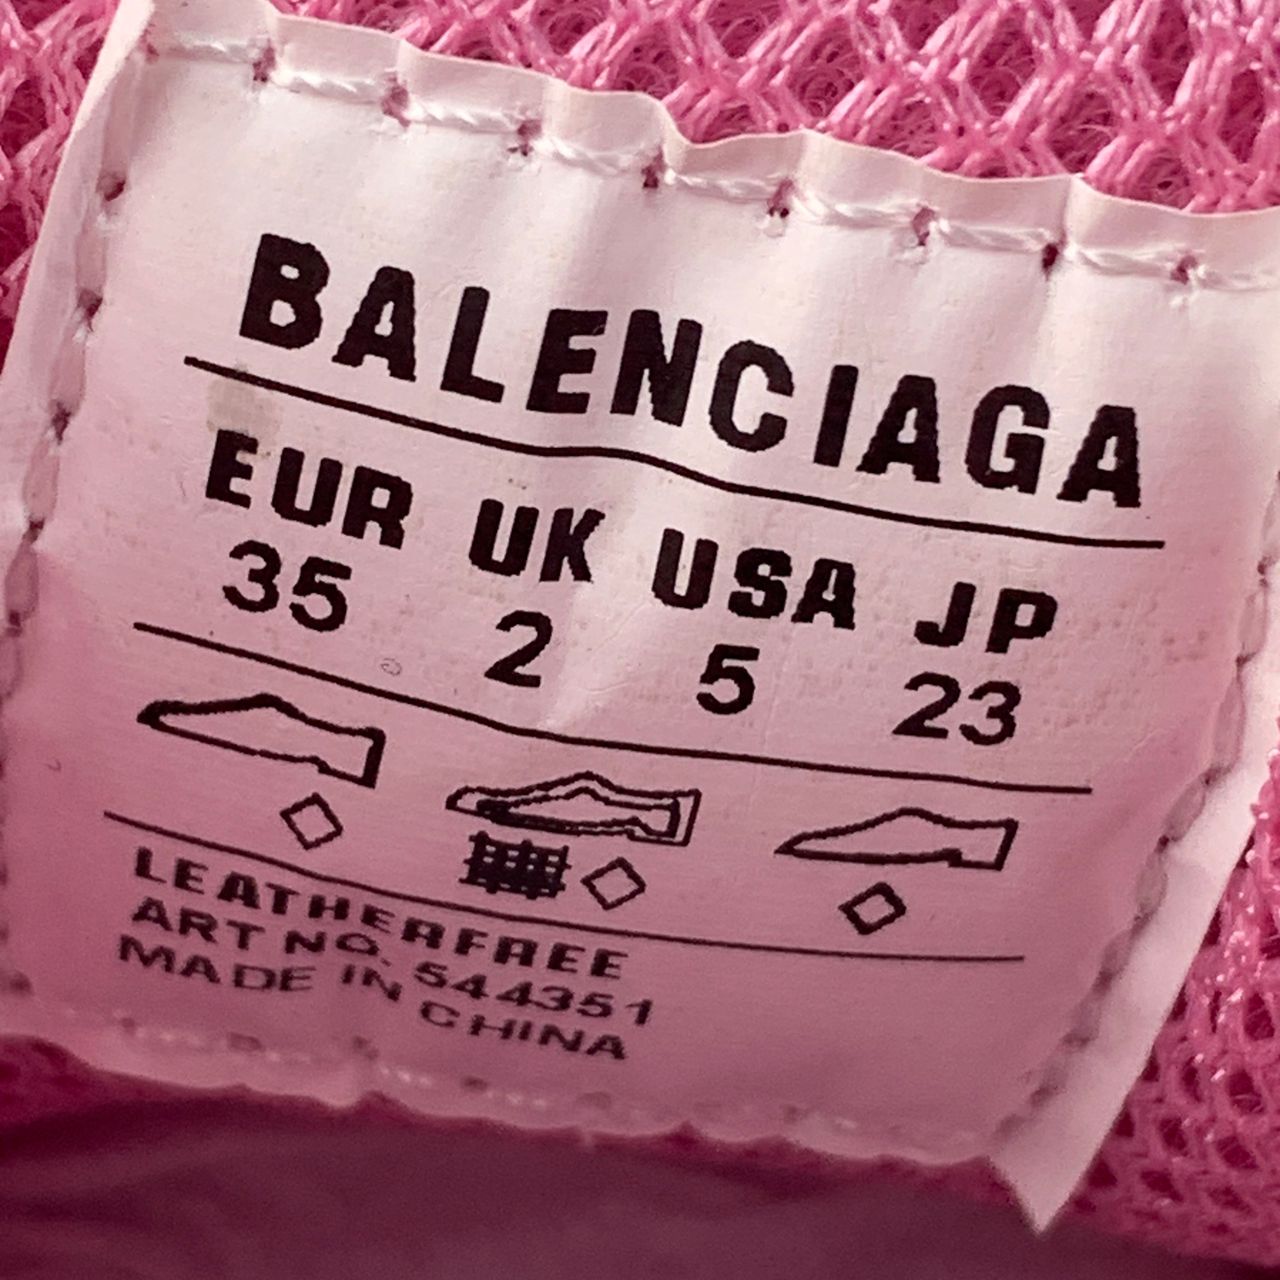 BALENCIAGA
EUR UK USA JP
35 2 5 23
LEATHERFREE
ART NO. 544351
MADE IN CHINA